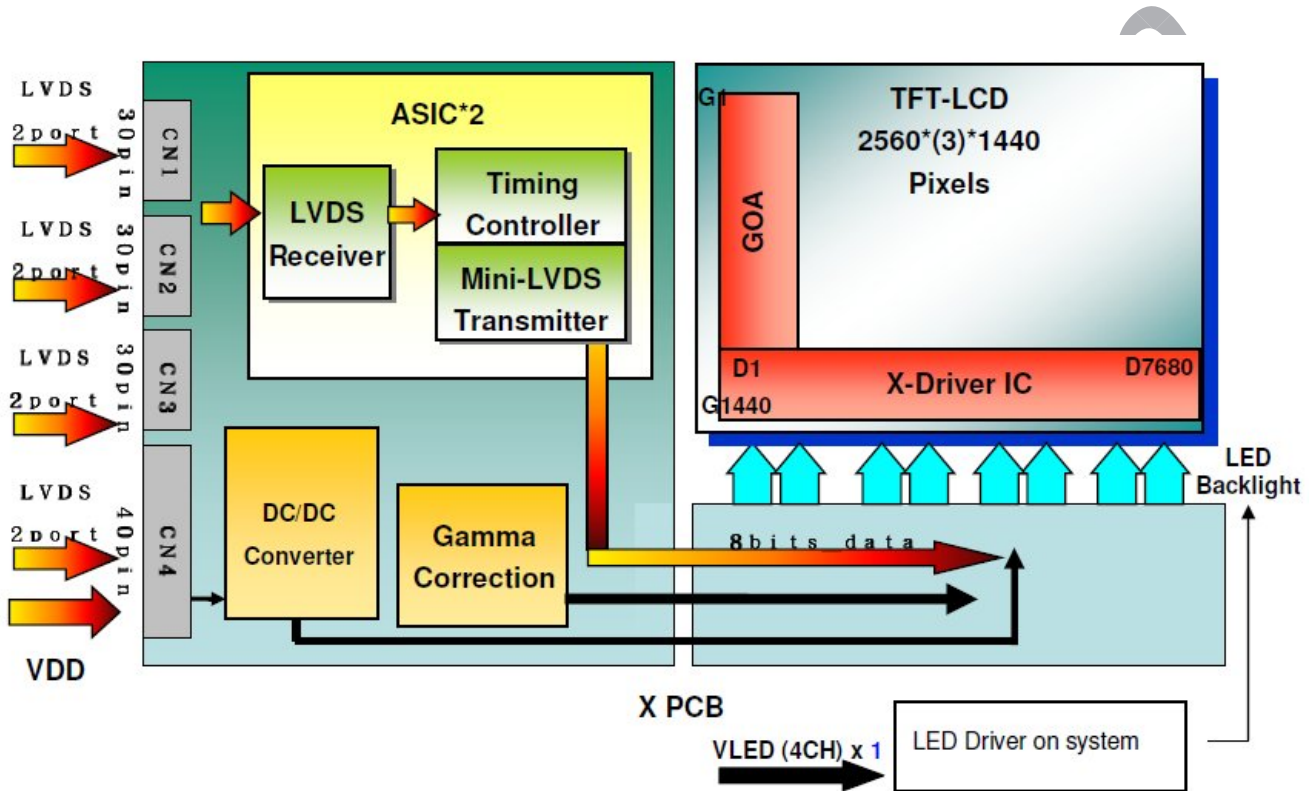 LVDS
2port
30pin
CN1
LVDS
2port
30pin
CN2
LVDS
2port
30pin
CN3
LVDS
2port
40pin
CN4
VDD
ASIC*2
LVDS
Receiver
Timing
Controller
Mini-LVDS
Transmitter
DC/DC
Converter
Gamma
Correction
G1
TFT-LCD
2560*(3)*1440
Pixels
GOA
D1
X-Driver IC
D7680
G1440
LED
Backlight
8bits_data
X PCB
VLED (4CH) x 1
LED Driver on system